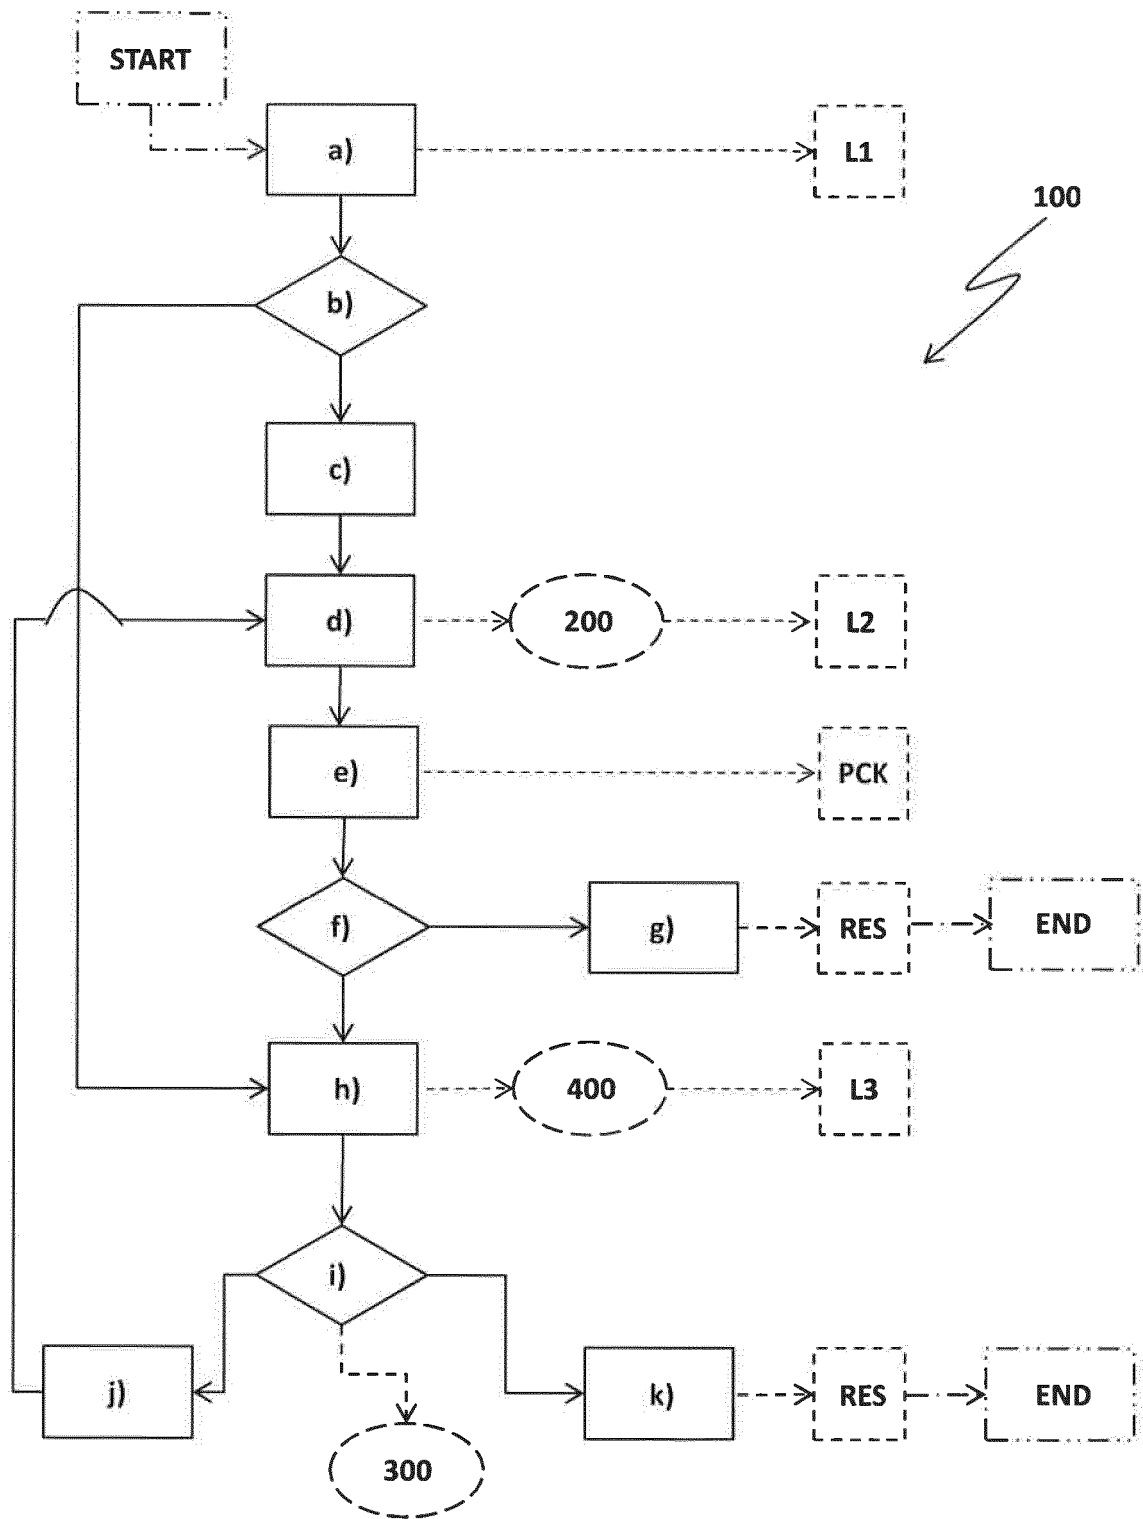 START
a)
L1
100
b)
c)
d)
200
L2
e)
PCK
f)
g)
RES
END
h)
400
L3
i)
j)
k)
RES
END
300